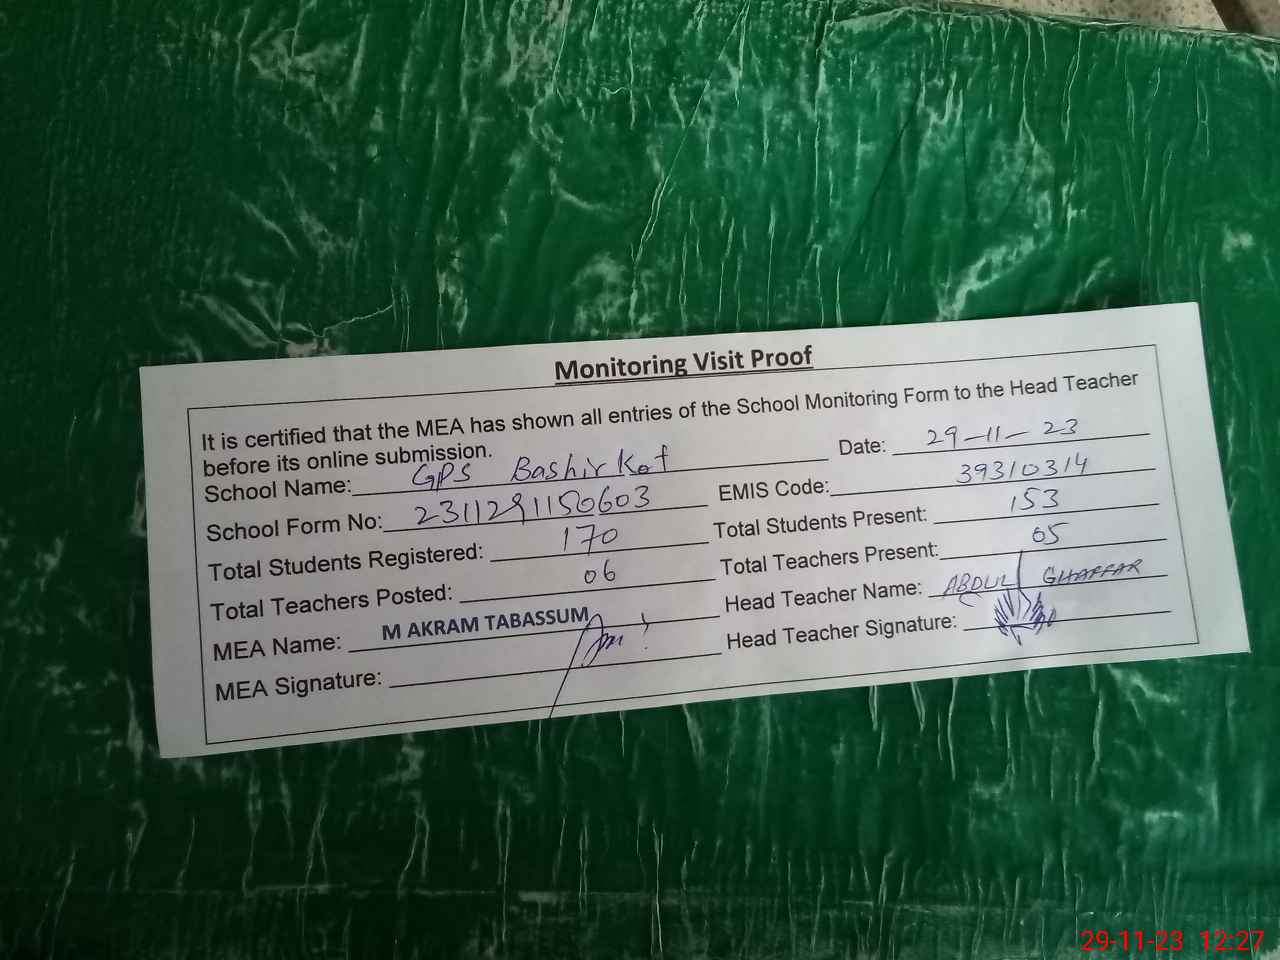 Monitoring Visit Proof
It is certified that the MEA has shown all entries of the School Monitoring Form to the Head Teacher
before its online submission.
School Name: GPS Bashir Kot Date: 29-11-23
School Form No: 2311291150603 EMIS Code: 39310314
Total Students Registered: 170 Total Students Present: 153
Total Teachers Posted: 06 Total Teachers Present: 05
MEA Name: M AKRAM TABASSUM Head Teacher Name: ABDUL GHAFFAR
MEA Signature: Head Teacher Signature:
29-11-23 12:27